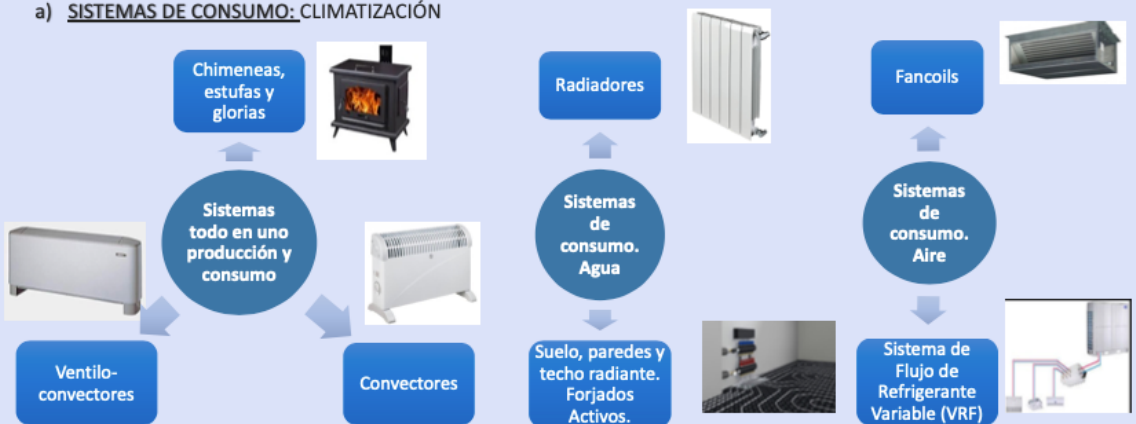 a) SISTEMAS DE CONSUMO: CLIMATIZACIÓN
Chimeneas,
estufas y
glorias
Sistemas
todo en uno
producción y
consumo
Ventilo-
convectores
Convectores
Radiadores
Sistemas
de
consumo.
Agua
Suelo, paredes y
techo radiante.
Forjados
Activos.
Fancoils
Sistemas
de
consumo.
Aire
Sistema de
Flujo de
Refrigerante
Variable (VRF)